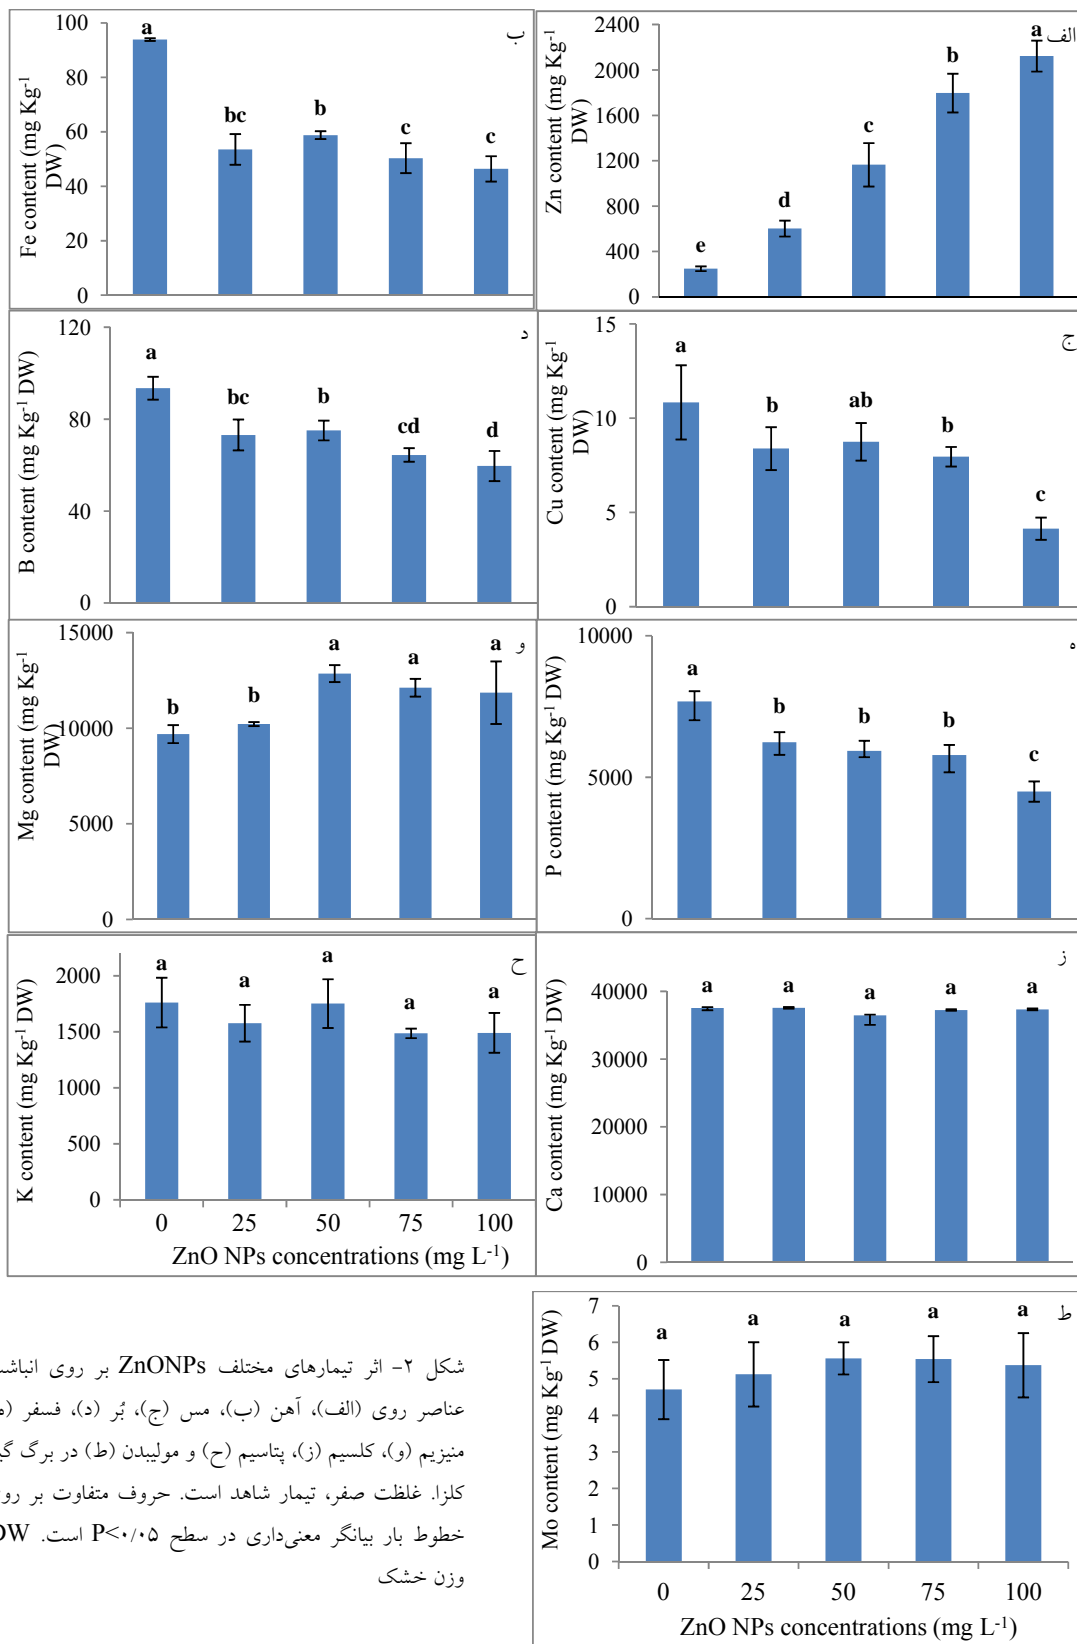 ب
Fe content (mg Kg-1 DW)
100
80
60
40
20
0
a
bc
b
c
c
الف
Zn content (mg Kg-1 DW)
2400
2000
1600
1200
800
400
0
e
d
c
b
a
د
B content (mg Kg-1 DW)
120
80
40
0
a
bc
b
cd
d
ج
Cu content (mg Kg-1 DW)
15
10
5
0
a
b
ab
b
c
و
Mg content (mg Kg-1 DW)
15000
10000
5000
0
b
b
a
a
a
ه
P content (mg Kg-1 DW)
10000
5000
0
a
b
b
b
c
ح
K content (mg Kg-1 DW)
2000
1500
1000
500
0
a
a
a
a
a
0 25 50 75 100
ZnO NPs concentrations (mg L-1)
ز
Ca content (mg Kg-1 DW)
40000
30000
20000
10000
0
a
a
a
a
a
ط
Mo content (mg Kg-1 DW)
7
6
5
4
3
2
1
0
a
a
a
a
a
0 25 50 75 100
ZnO NPs concentrations (mg L-1)
شکل ۲- اثر تیمارهای مختلف ZnONPs بر روی
عناصر روی (الف)، آهن (ب)، مس (ج)، بُر (د)، فسفر
منیزیم (و)، کلسیم (ز)، پتاسیم (ح) و مولیبدن (ط) در برگ
کلزا. غلظت صفر، تیمار شاهد است. حروف متفاوت بر
خطوط بار بیانگر معنی‌داری در سطح P<۰/۰۵ است.
وزن خشک